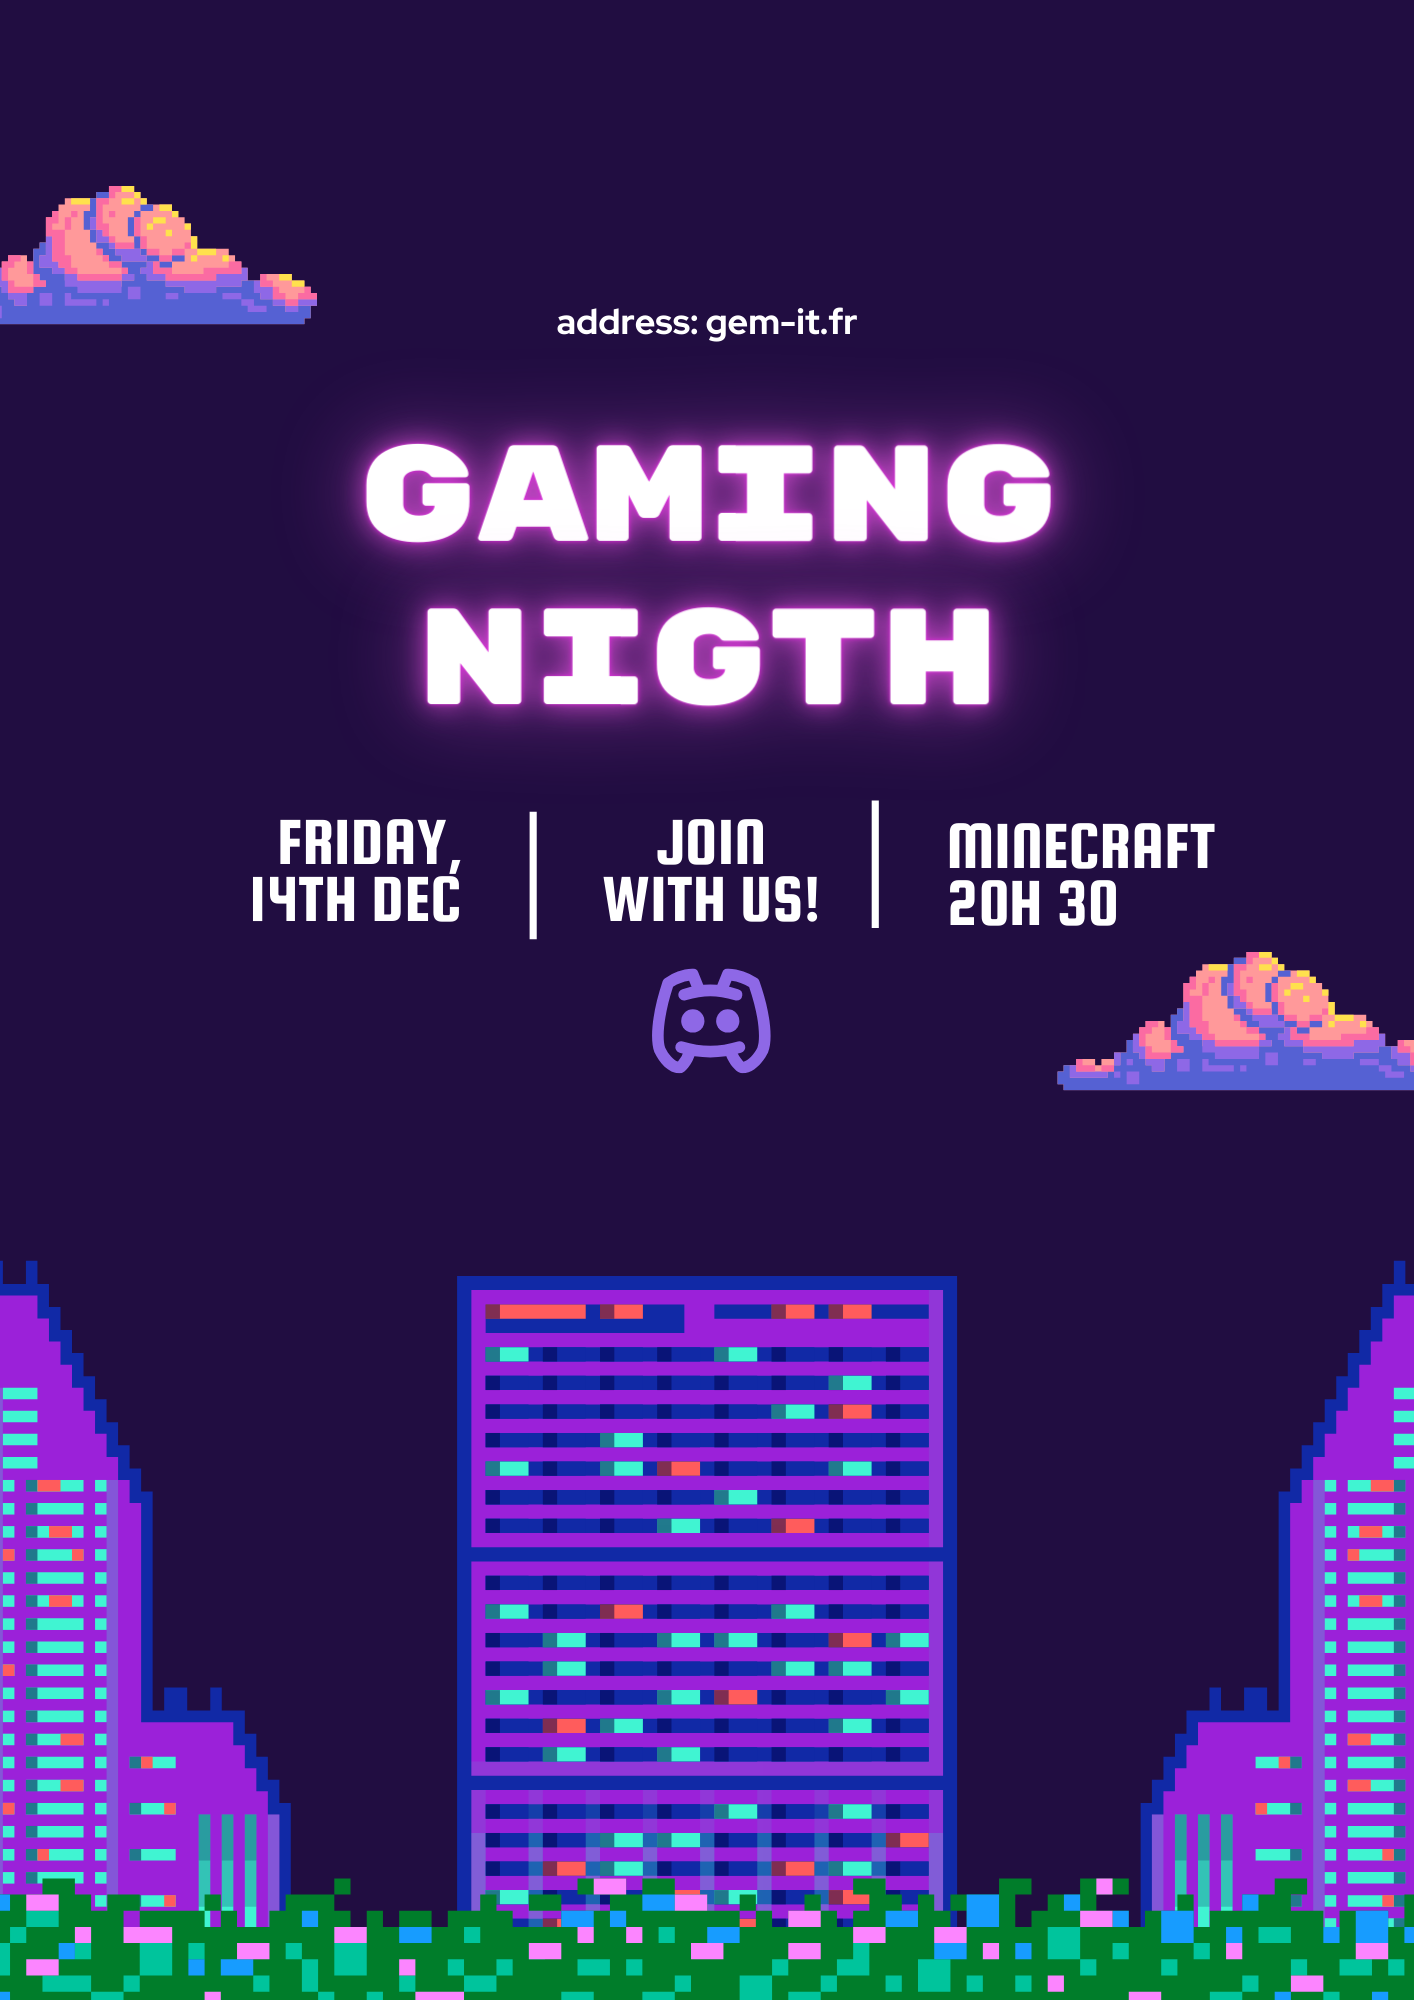 address: gem-it.fr
GAMING
NIGTH
FRIDAY,
14TH DEC
JOIN
WITH US!
MINECRAFT
20H 30